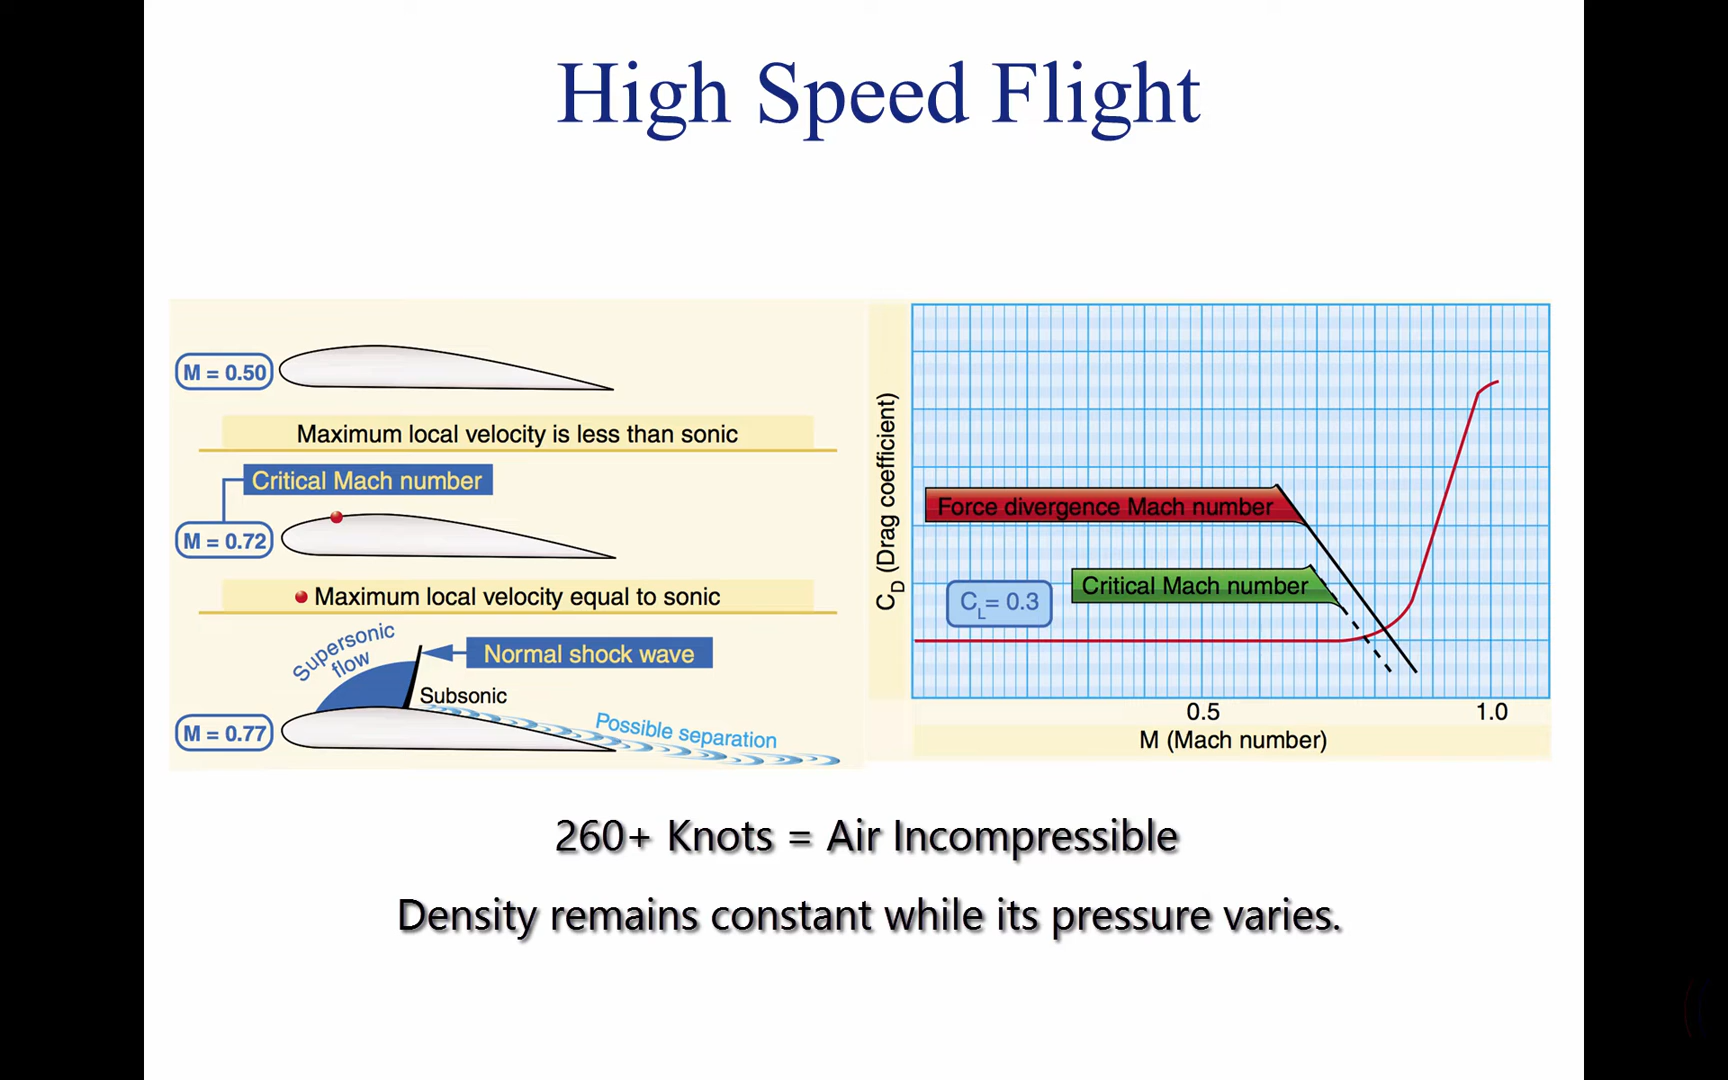 High Speed Flight
M = 0.50
Maximum local velocity is less than sonic
Critical Mach number
M = 0.72
Maximum local velocity equal to sonic
Supersonic
flow
Normal shock wave
Subsonic
Possible separation
M = 0.77
CD (Drag coefficient)
Force divergence Mach number
Critical Mach number
CL= 0.3
0.5 1.0
M (Mach number)
260+ Knots = Air Incompressible
Density remains constant while its pressure varies.